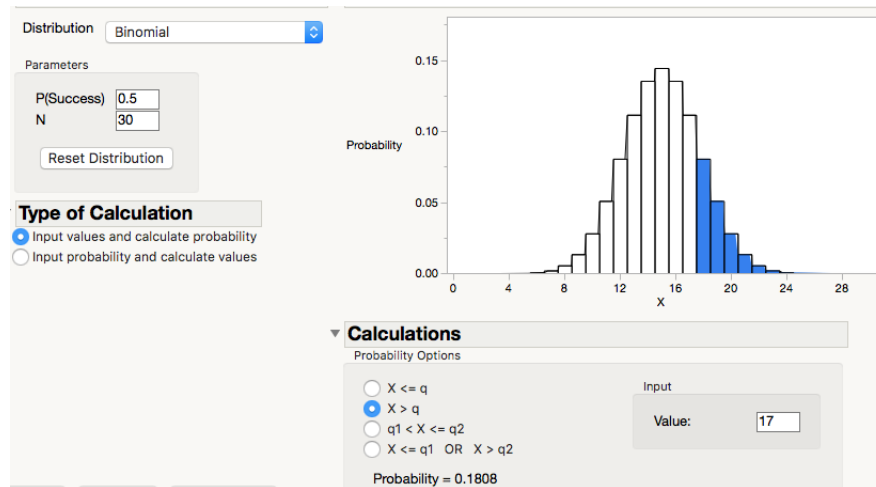 Distribution Binomial
Parameters
P(Success) 0.5
N 30
Reset Distribution
Type of Calculation
Input values and calculate probability
Input probability and calculate values
0.15
0.10
Probability
0.05
0.00
0 4 8 12 16 20 24 28
X
Calculations
Probability Options
X <= q
X > q
q1 < X <= q2
X <= q1 OR X > q2
Input
Value: 17
Probability = 0.1808